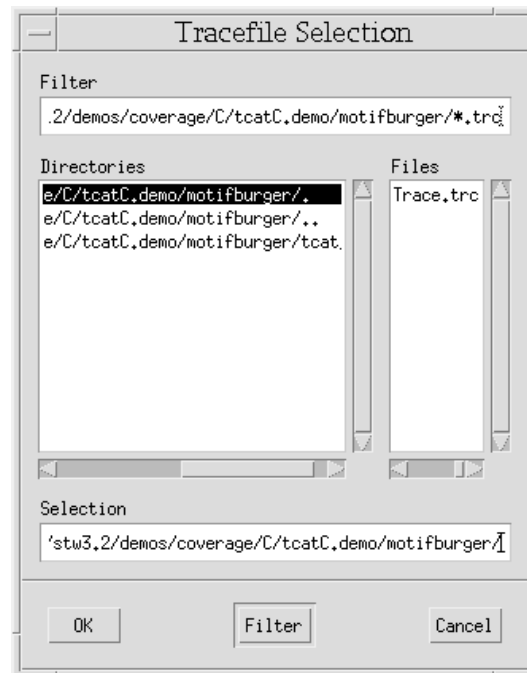 Tracefile Selection
Filter
.2/demos/coverage/C/tcatC.demo/motifburger/*.trc
Directories
Files
e/C/tcatC.demo/motifburger/.
Trace.trc
e/C/tcatC.demo/motifburger/..
e/C/tcatC.demo/motifburger/tcat
Selection
stw3.2/demos/coverage/C/tcatC.demo/motifburger/
OK
Filter
Cancel